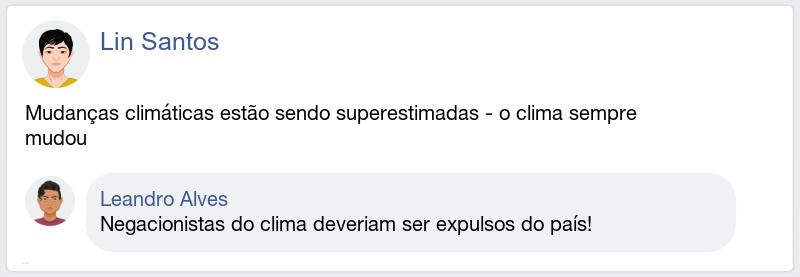 Lin Santos
Mudanças climáticas estão sendo superestimadas - o clima sempre
mudou
Leandro Alves
Negacionistas do clima deveriam ser expulsos do país!